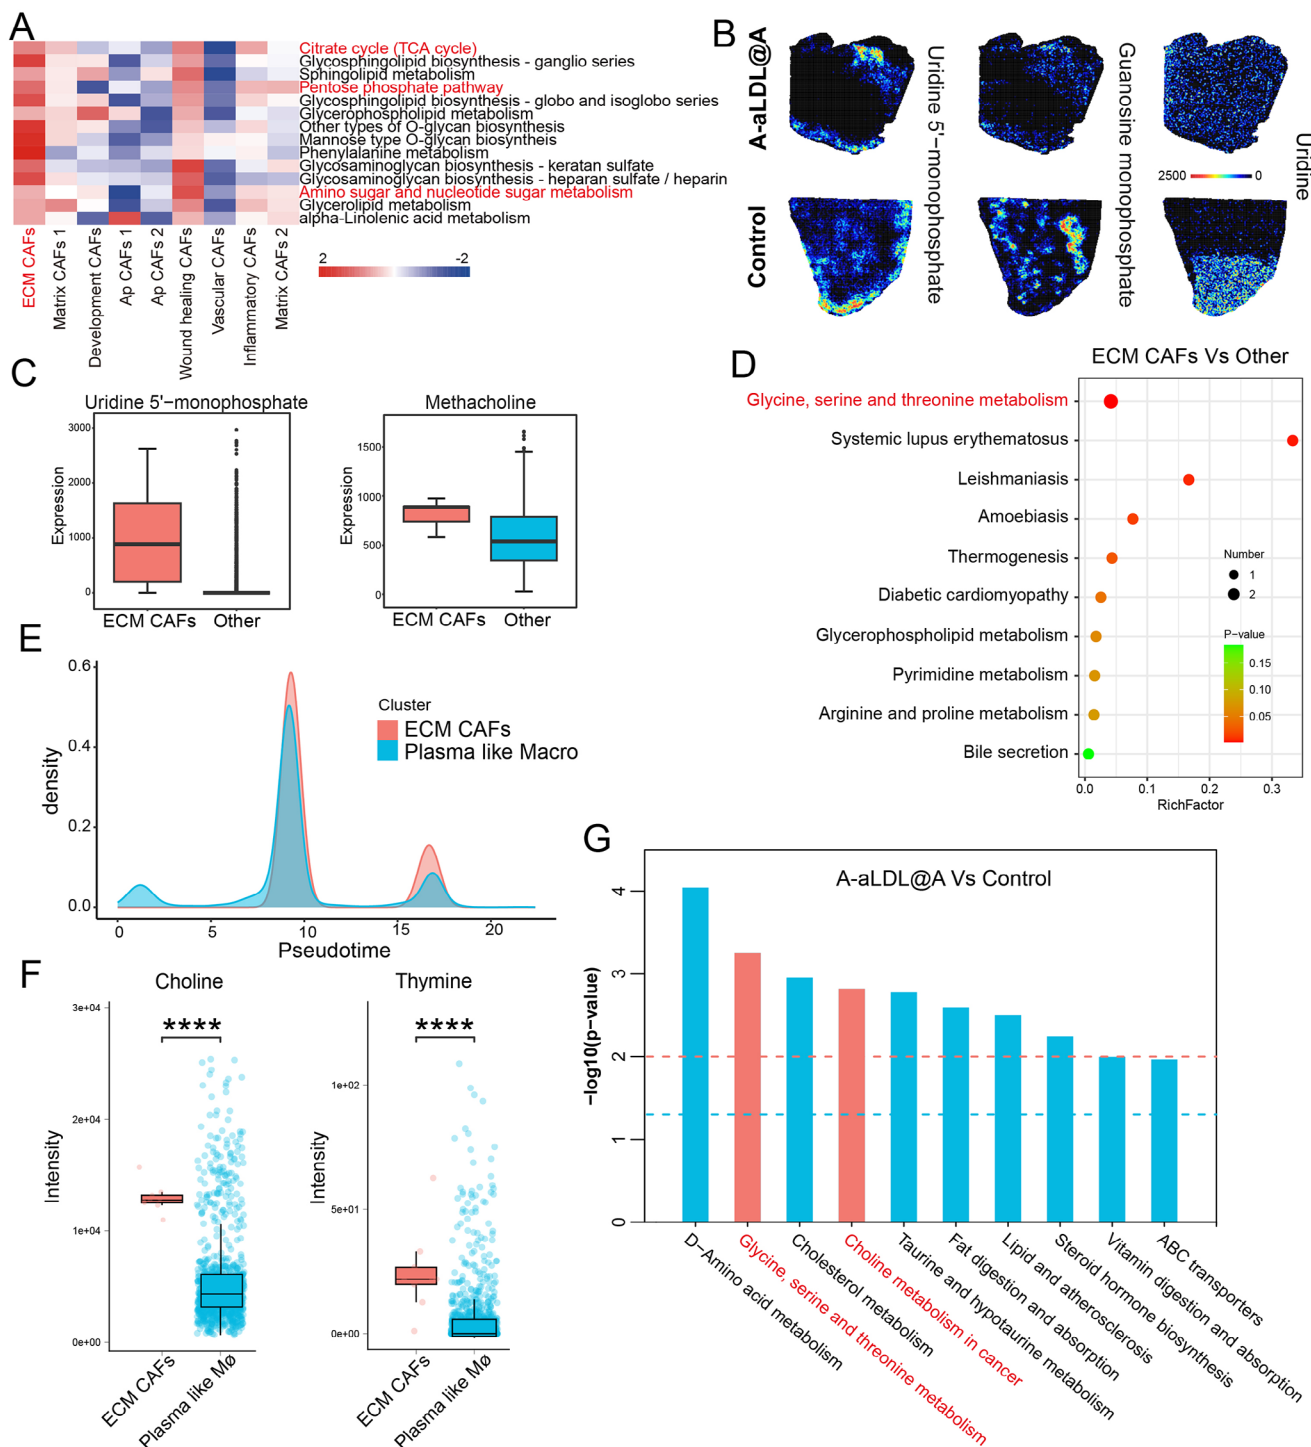 A
Citrate cycle (TCA cycle)
Glycosphingolipid biosynthesis - ganglio series
Sphingolipid metabolism
Pentose phosphate pathway
Glycosphingolipid biosynthesis - globo and isoglobo series
Glycerophospholipid metabolism
Other types of O-glycan biosynthesis
Mannose type O-glycan biosyntheis
Phenylalanine metabolism
Glycosaminoglycan biosynthesis - keratan sulfate
Glycosaminoglycan biosynthesis - heparan sulfate / heparin
Amino sugar and nucleotide sugar metabolism
Glycerolipid metabolism
alpha-Linolenic acid metabolism
ECM CAFs
Matrix CAFs 1
Development CAFs
Ap CAFs 1
Ap CAFs 2
Wound healing CAFs
Vascular CAFs
Inflammatory CAFs
Matrix CAFs 2
2
-2
B
A-aLDL@A
Control
Uridine 5'-monophosphate
Guanosine monophosphate
Uridine
2500
0
C
Uridine 5'-monophosphate
Expression
3000
2000
1000
0
ECM CAFs
Other
Methacholine
Expression
1500
1000
500
0
ECM CAFs
Other
D
ECM CAFs Vs Other
Glycine, serine and threonine metabolism
Systemic lupus erythematosus
Leishmaniasis
Amoebiasis
Thermogenesis
Diabetic cardiomyopathy
Glycerophospholipid metabolism
Pyrimidine metabolism
Arginine and proline metabolism
Bile secretion
0.0
0.1
0.2
0.3
RichFactor
Number
1
2
P-value
0.15
0.10
0.05
E
density
0.6
0.4
0.2
0.0
0
5
10
15
20
Pseudotime
Cluster
ECM CAFs
Plasma like Macro
F
Choline
****
Intensity
3e+04
2e+04
1e+04
0e+00
ECM CAFs
Plasma like Mø
Thymine
****
Intensity
1e+02
5e+01
0e+00
ECM CAFs
Plasma like Mø
G
A-aLDL@A Vs Control
-log10(p-value)
4
3
2
1
0
D-Amino acid metabolism
Glycine, serine and threonine metabolism
Cholesterol metabolism
Choline metabolism in cancer
Taurine and hypotaurine metabolism
Fat digestion and absorption
Lipid and atherosclerosis
Steroid hormone biosynthesis
Vitamin digestion and absorption
ABC transporters